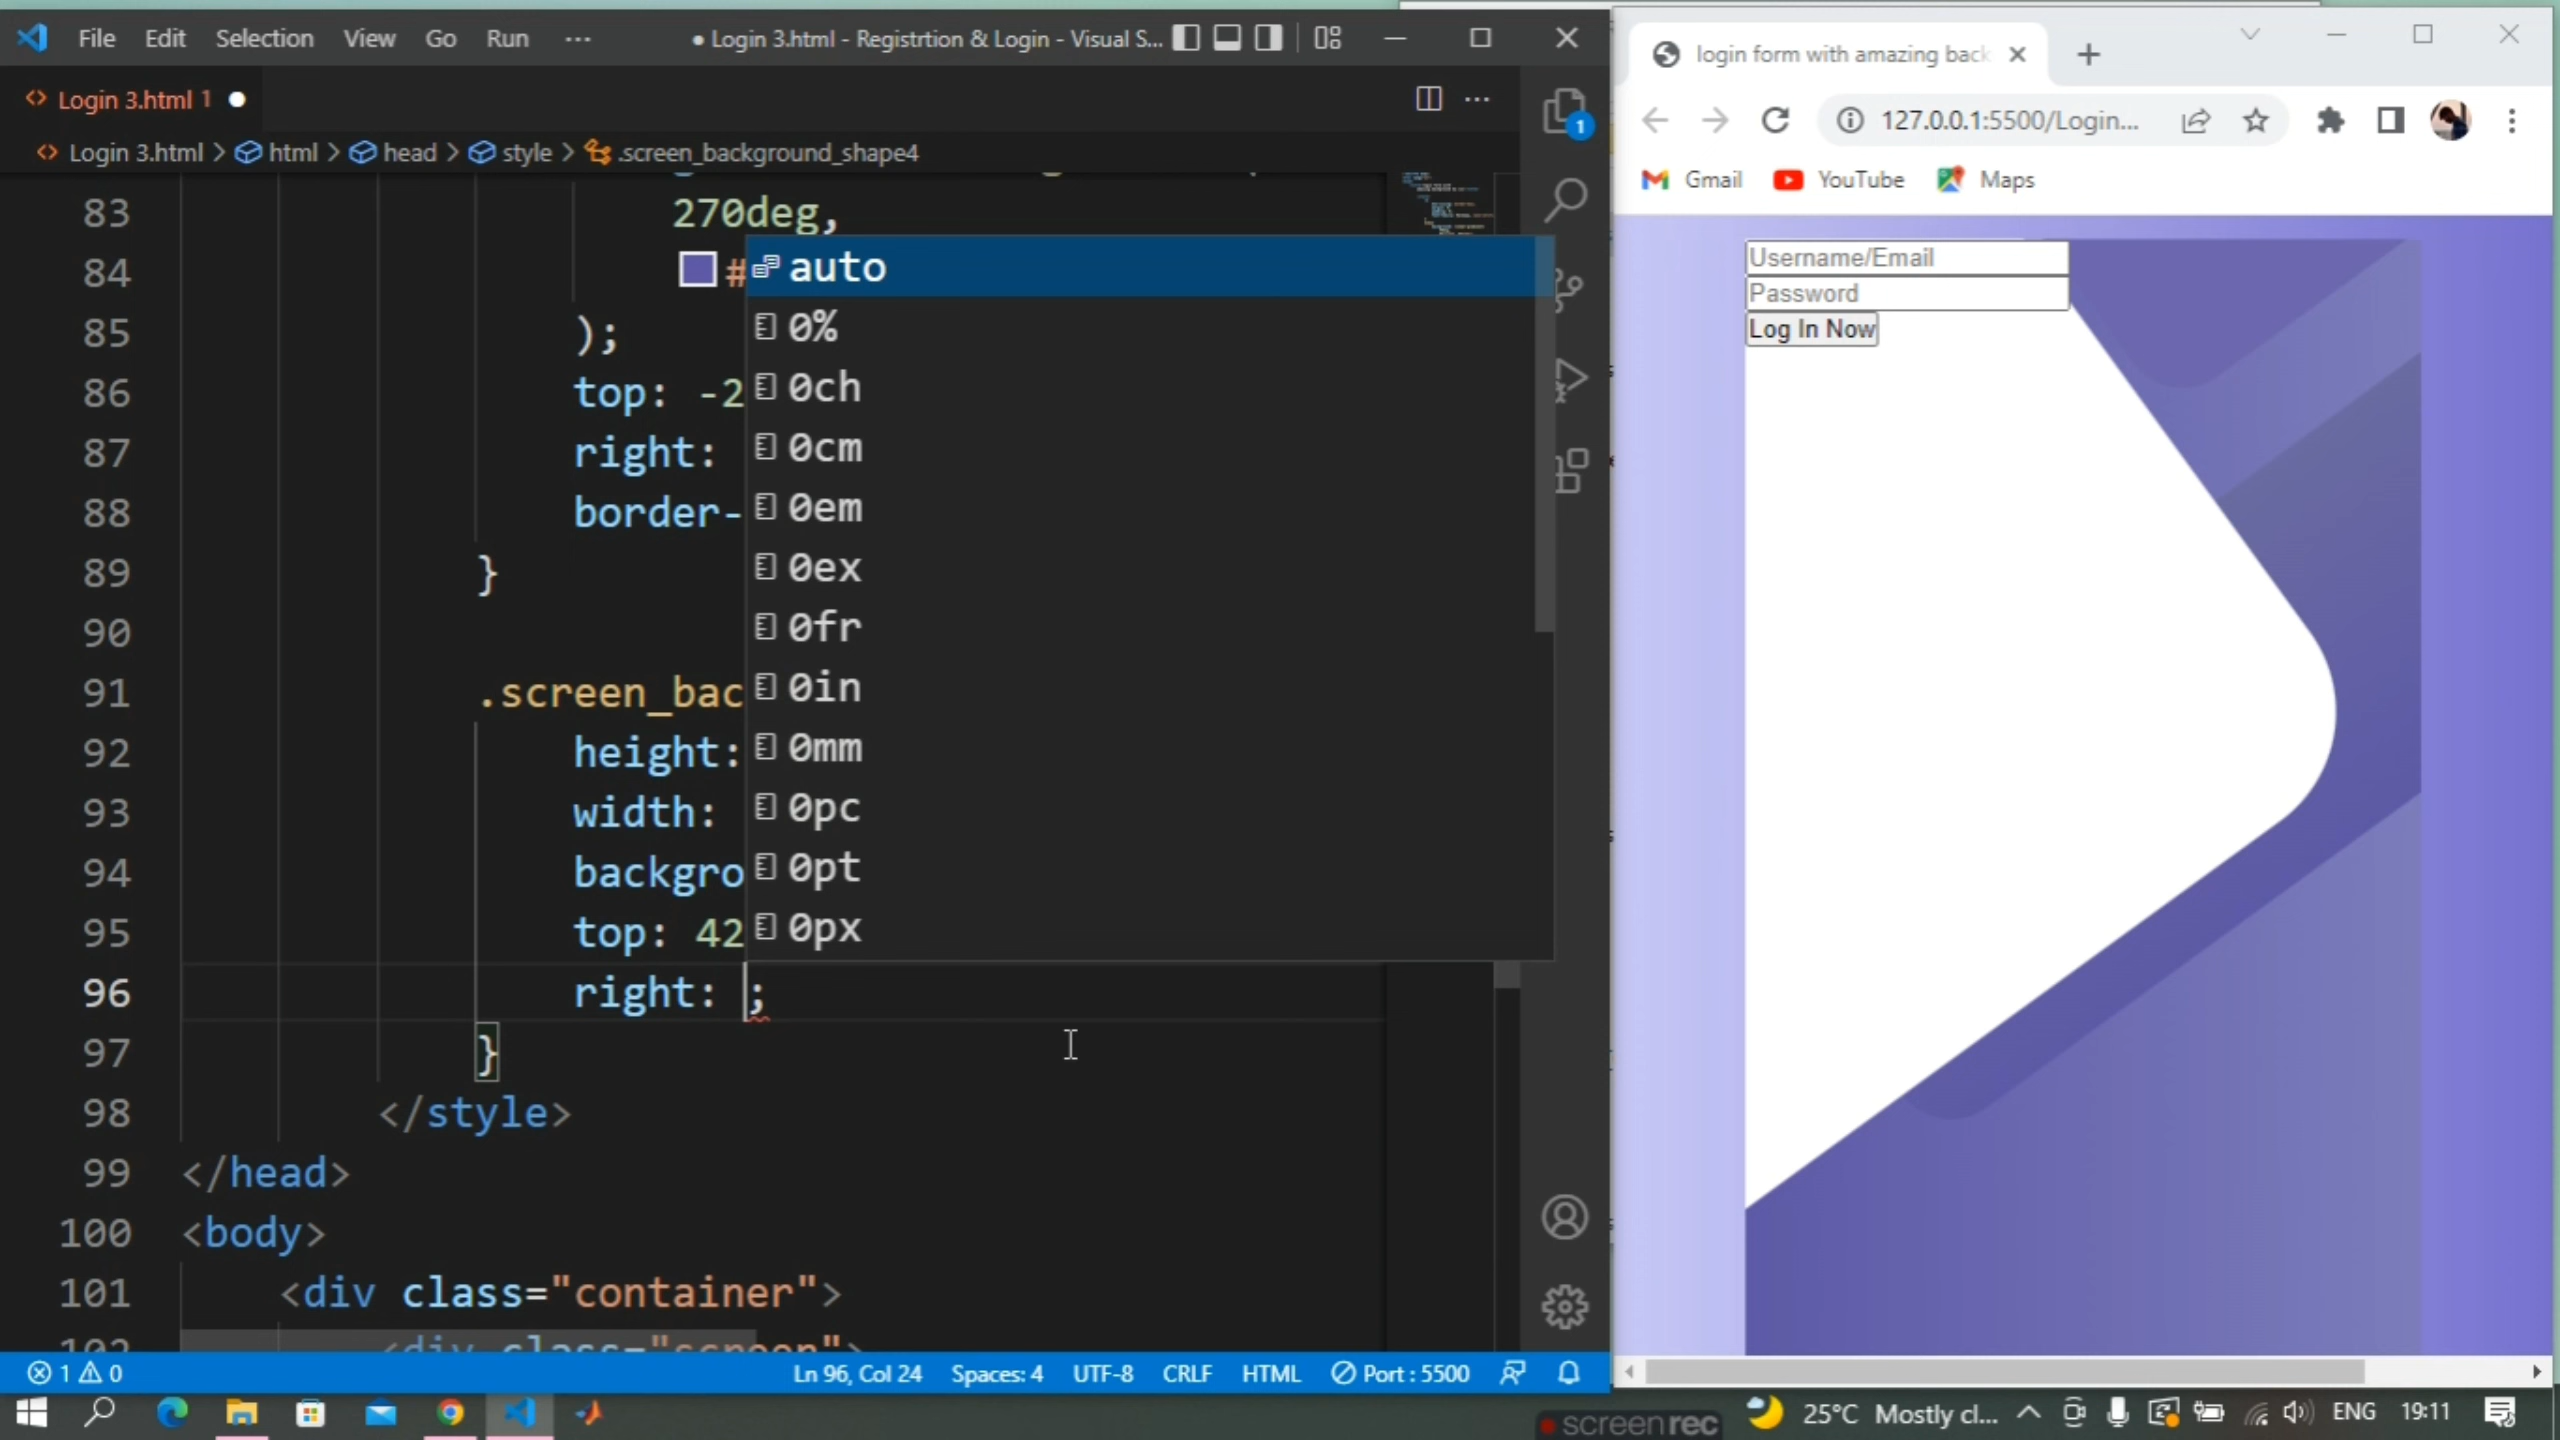 File Edit Selection View Go Run ···
● Login 3.html - Registrtion & Login - Visual S...
Login 3.html 1 ●
Login 3.html > html > head > style > .screen_background_shape4
83 270deg,
84 #
85 );
86 top: -2
87 right:
88 border-
89 }
90
91 .screen_bac
92 height:
93 width:
94 backgro
95 top: 42
96 right: ;
97 }
98 </style>
99 </head>
100 <body>
101 <div class="container">
102 <div class="screen">
auto
0%
0ch
0cm
0em
0ex
0fr
0in
0mm
0pc
0pt
0px
1
1 0
Ln 96, Col 24 Spaces: 4 UTF-8 CRLF HTML Port : 5500
login form with amazing back
127.0.0.1:5500/Login...
Gmail YouTube Maps
Username/Email
Password
Log In Now
screenrec
25°C Mostly cl... ENG 19:11